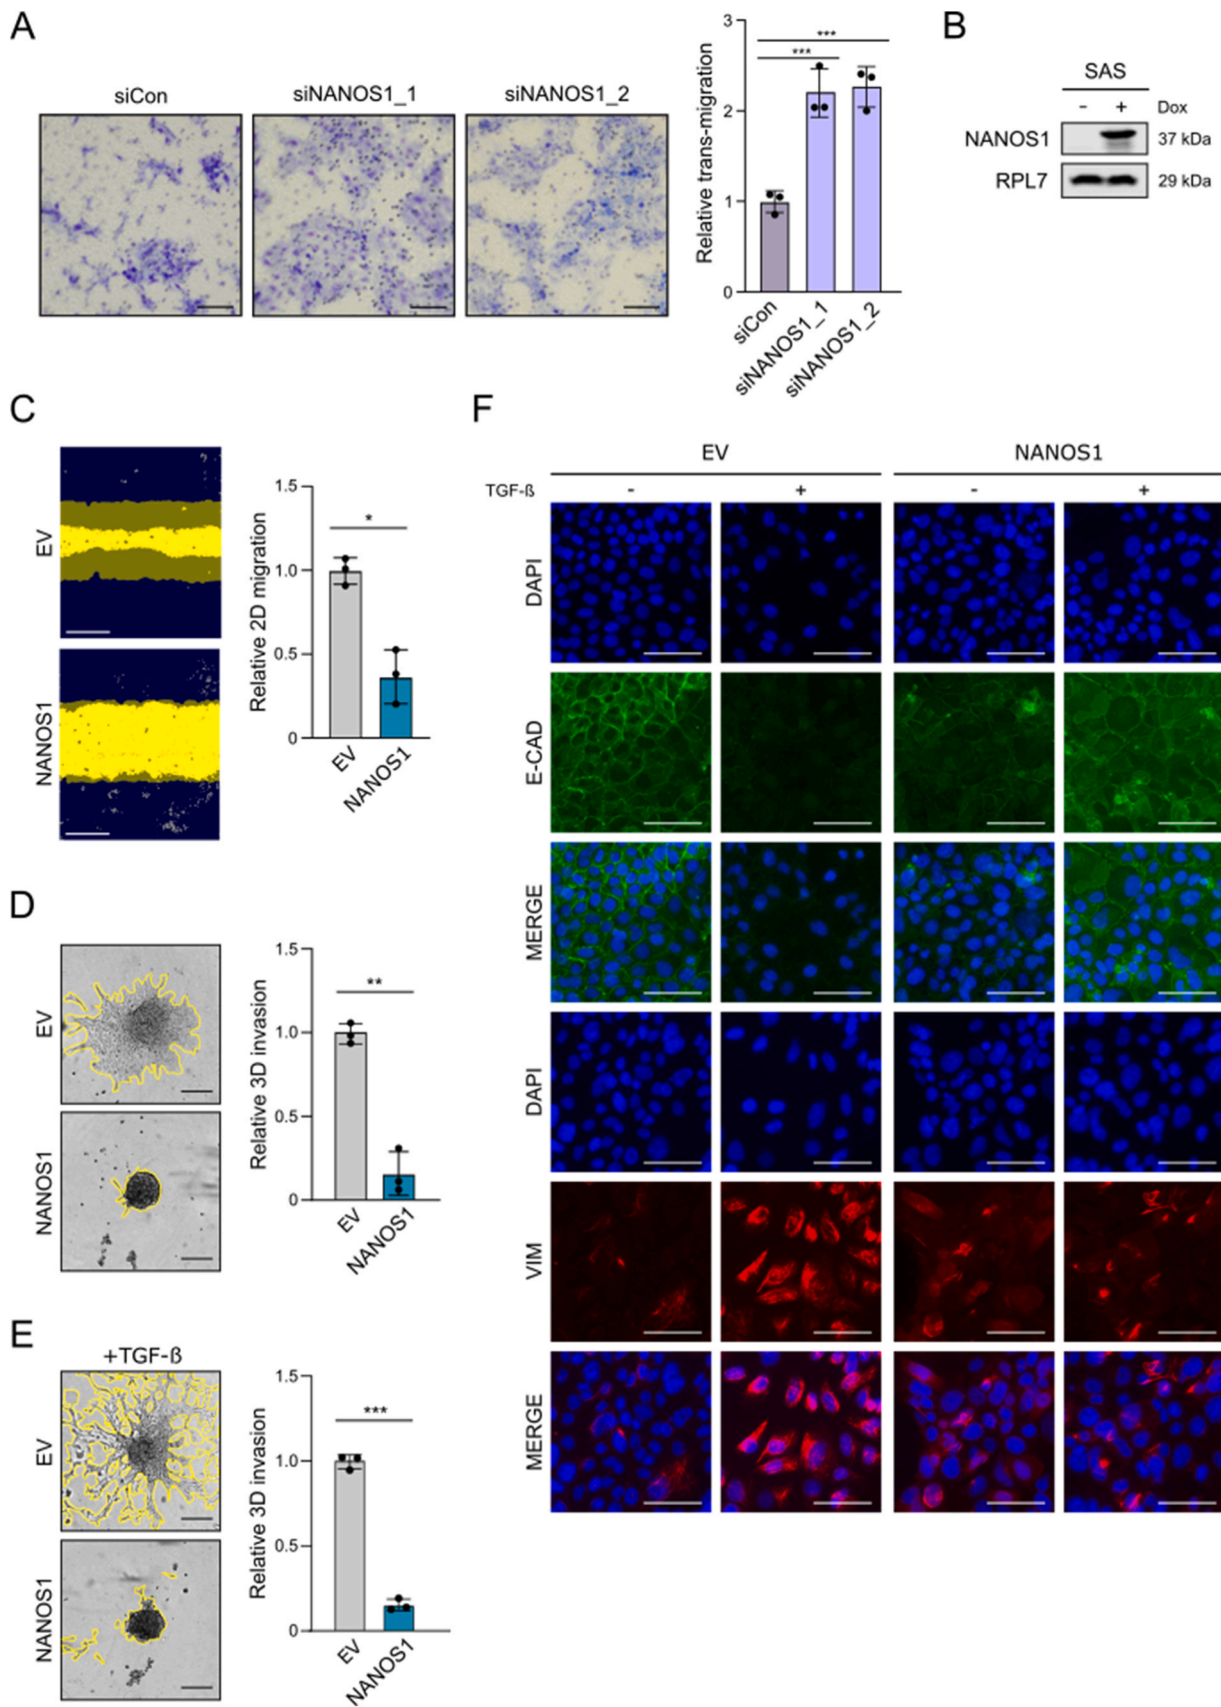 A
siCon
siNANOS1_1
siNANOS1_2
Relative trans-migration
3
2
1
0
***
***
siCon
siNANOS1_1
siNANOS1_2
B
SAS
- + Dox
NANOS1 37 kDa
RPL7 29 kDa
C
EV
NANOS1
Relative 2D migration
1.5
1.0
0.5
0
*
EV
NANOS1
D
EV
NANOS1
Relative 3D invasion
1.5
1.0
0.5
0
**
EV
NANOS1
E
+TGF-ß
EV
NANOS1
Relative 3D invasion
1.5
1.0
0.5
0
***
EV
NANOS1
F
EV NANOS1
TGF-ß - + - +
DAPI
E-CAD
MERGE
DAPI
VIM
MERGE